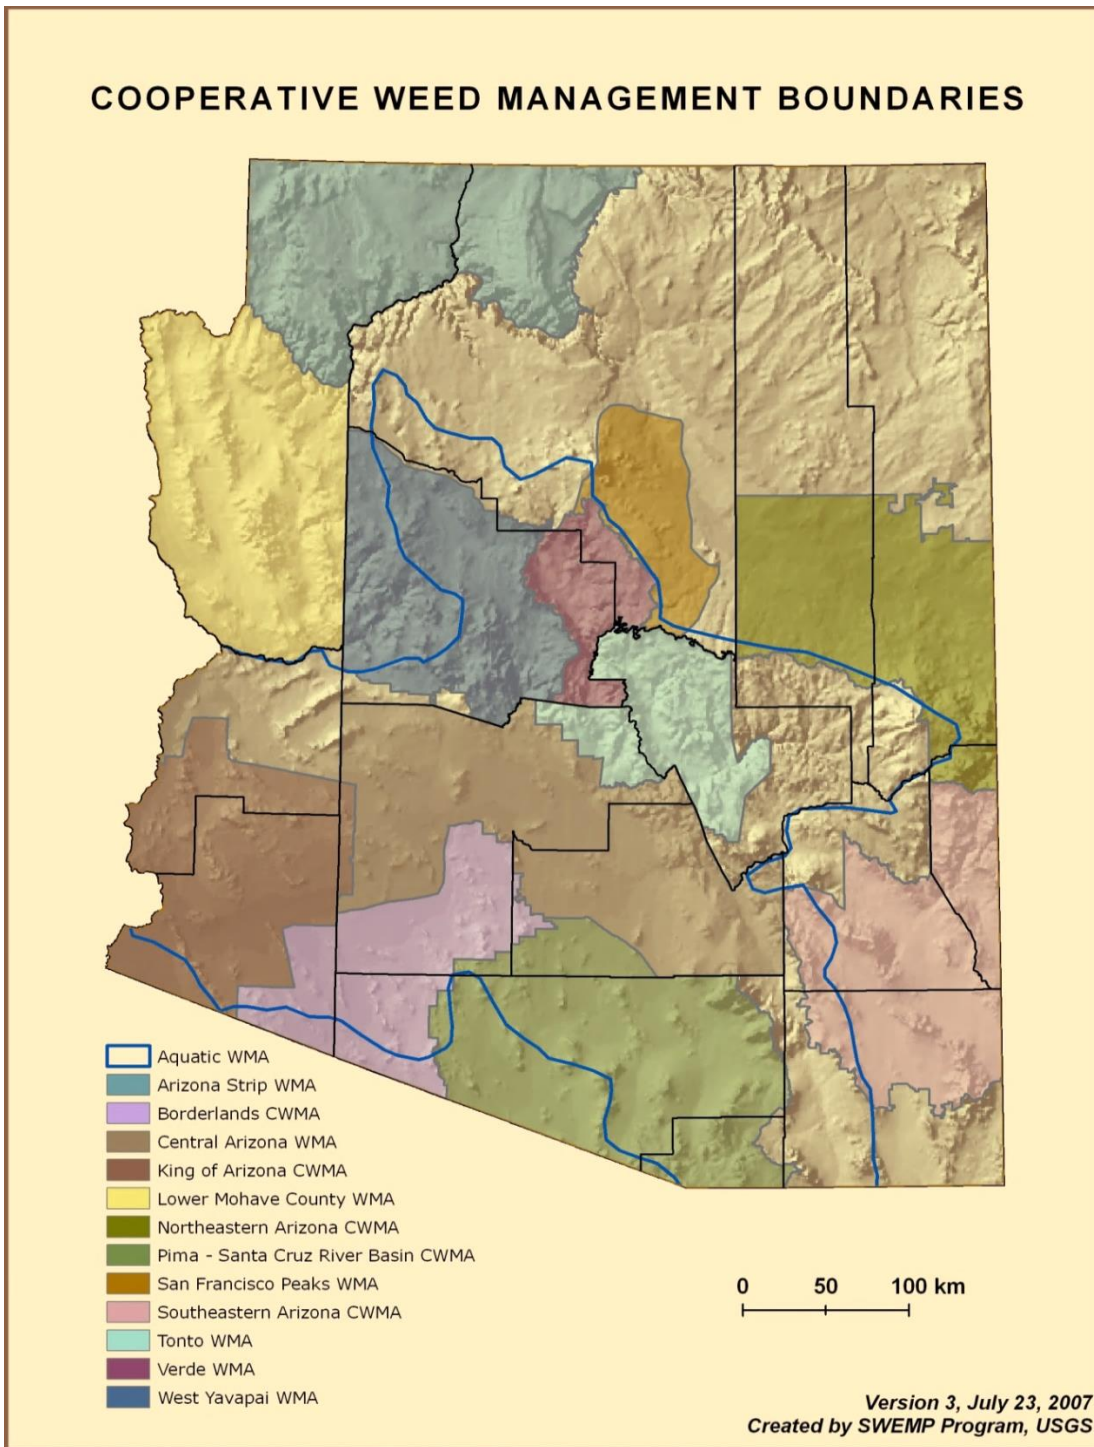 COOPERATIVE WEED MANAGEMENT BOUNDARIES
Aquatic WMA
Arizona Strip WMA
Borderlands CWMA
Central Arizona WMA
King of Arizona CWMA
Lower Mohave County WMA
Northeastern Arizona CWMA
Pima - Santa Cruz River Basin CWMA
San Francisco Peaks WMA
Southeastern Arizona CWMA
Tonto WMA
Verde WMA
West Yavapai WMA
0 50 100 km
Version 3, July 23, 2007
Created by SWEMP Program, USGS